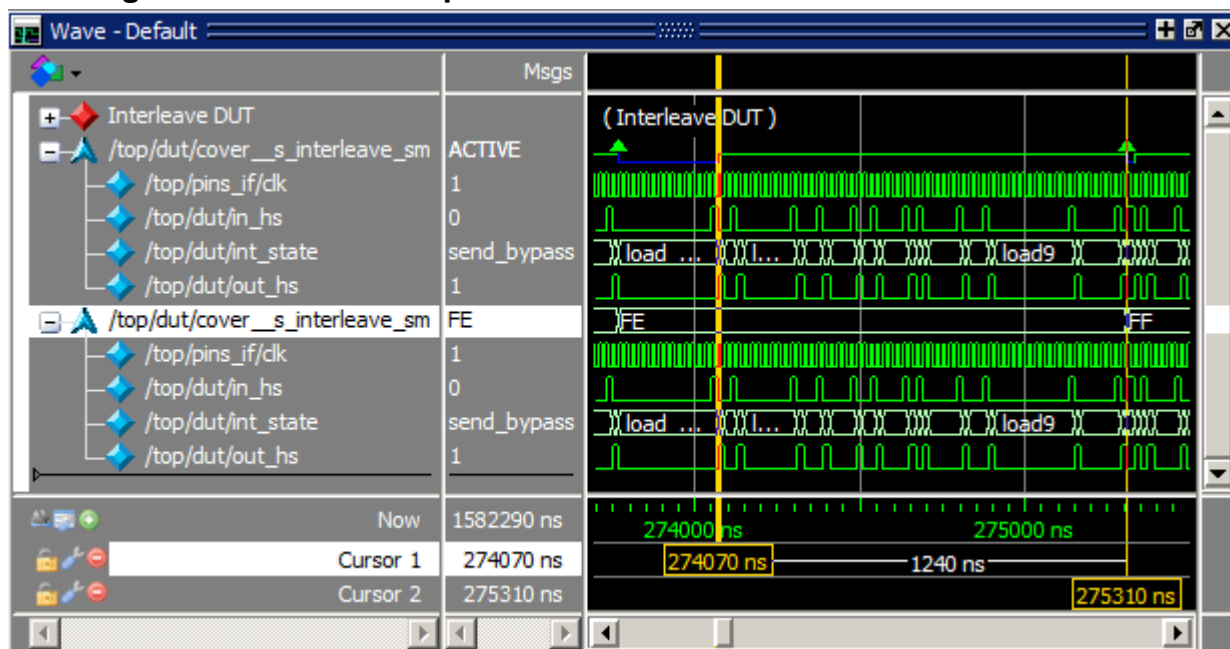 Wave - Default
Msgs
Interleave DUT
( Interleave DUT )
/top/dut/cover__s_interleave_sm ACTIVE
/top/pins_if/clk 1
/top/dut/in_hs 0
/top/dut/int_state send_bypass load ... l... load9
/top/dut/out_hs 1
/top/dut/cover__s_interleave_sm FE FE FF
/top/pins_if/clk 1
/top/dut/in_hs 0
/top/dut/int_state send_bypass load ... l... load9
/top/dut/out_hs 1
Now 1582290 ns 274000 ns 275000 ns
Cursor 1 274070 ns 274070 ns 1240 ns
Cursor 2 275310 ns 275310 ns